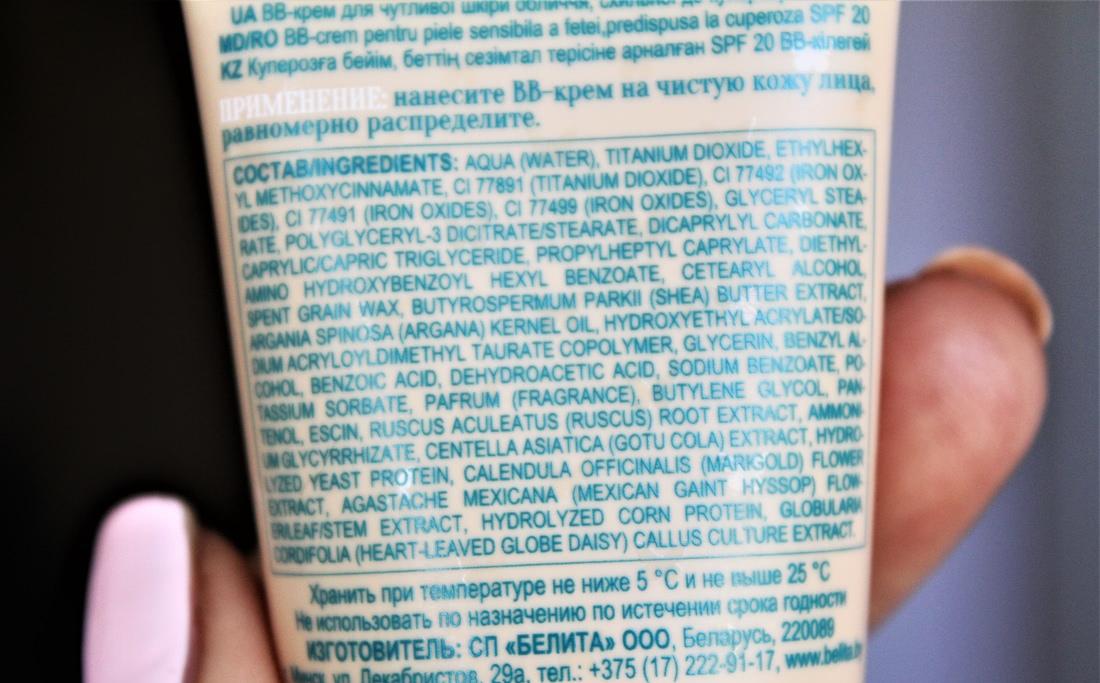 UA BB-крем для чутливої шкіри обличчя,
MD/RO BB-crem pentru piele sensibila a fetei,predispusa la cuperoza SPF 20
KZ Куперозға бейім, беттің сезімтал терісіне арналған SPF 20 BB-кілегей
ПРИМЕНЕНИЕ: нанесите BB-крем на чистую кожу лица,
равномерно распределите.
СОСТАВ/INGREDIENTS: AQUA (WATER), TITANIUM DIOXIDE, ETHYLHEX-
YL METHOXYCINNAMATE, CI 77891 (TITANIUM DIOXIDE), CI 77492 (IRON OX-
IDES), CI 77491 (IRON OXIDES), CI 77499 (IRON OXIDES), GLYCERYL STEA-
RATE, POLYGLYCERYL-3 DICITRATE/STEARATE, DICAPRYLYL CARBONATE,
CAPRYLIC/CAPRIC TRIGLYCERIDE, PROPYLHEPTYL CAPRYLATE, DIETHYL-
AMINO HYDROXYBENZOYL HEXYL BENZOATE, CETEARYL ALCOHOL,
SPENT GRAIN WAX, BUTYROSPERMUM PARKII (SHEA) BUTTER EXTRACT,
ARGANIA SPINOSA (ARGANA) KERNEL OIL, HYDROXYETHYL ACRYLATE/SO-
DIUM ACRYLOYLDIMETHYL TAURATE COPOLYMER, GLYCERIN, BENZYL AL-
COHOL, BENZOIC ACID, DEHYDROACETIC ACID, SODIUM BENZOATE, PO-
TASSIUM SORBATE, PAFRUM (FRAGRANCE), BUTYLENE GLYCOL, PAN-
TENOL, ESCIN, RUSCUS ACULEATUS (RUSCUS) ROOT EXTRACT, AMMON-
IUM GLYCYRRHIZATE, CENTELLA ASIATICA (GOTU COLA) EXTRACT, HYDRO-
LYZED YEAST PROTEIN, CALENDULA OFFICINALIS (MARIGOLD) FLOWER
EXTRACT, AGASTACHE MEXICANA (MEXICAN GAINT HYSSOP) FLOW-
ER/LEAF/STEM EXTRACT, HYDROLYZED CORN PROTEIN, GLOBULARIA
CORDIFOLIA (HEART-LEAVED GLOBE DAISY) CALLUS CULTURE EXTRACT.
Хранить при температуре не ниже 5 °C и не выше 25 °C
Не использовать по назначению по истечении срока годности
ИЗГОТОВИТЕЛЬ: СП «БЕЛИТА» ООО, Беларусь, 220089
ул. Декабристов, 29а, тел.: +375 (17) 222-91-17, www.belita.by